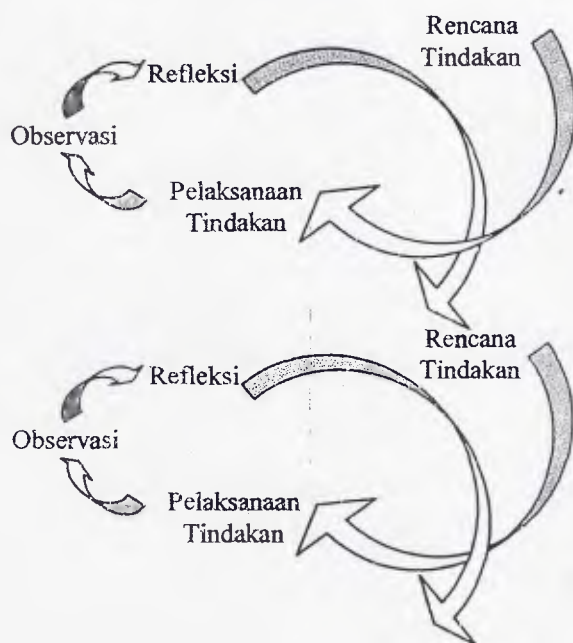 Rencana
Tindakan
Refleksi
Observasi
Pelaksanaan
Tindakan
Rencana
Tindakan
Refleksi
Observasi
Pelaksanaan
Tindakan